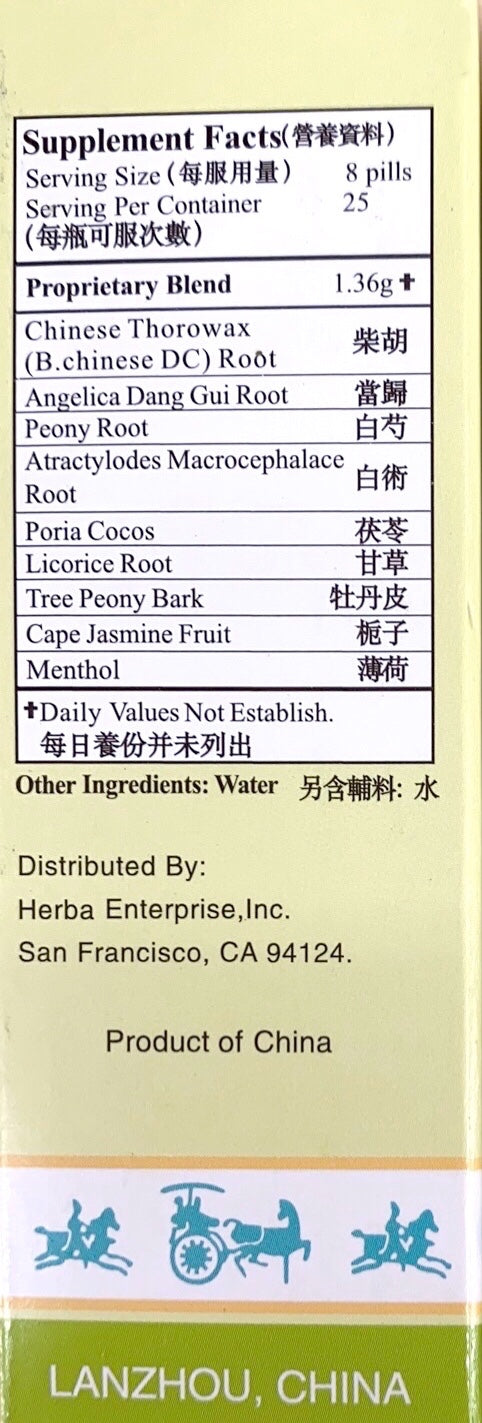 Supplement Facts(營養資料)
Serving Size (每服用量) 8 pills
Serving Per Container 25
(每瓶可服次數)
Proprietary Blend 1.36g✝
Chinese Thorowax
(B.chinese DC) Root 柴胡
Angelica Dang Gui Root 當歸
Peony Root 白芍
Atractylodes Macrocephalace
Root 白術
Poria Cocos 茯苓
Licorice Root 甘草
Tree Peony Bark 牡丹皮
Cape Jasmine Fruit 栀子
Menthol 薄荷
✝Daily Values Not Establish.
每日養份并未列出
Other Ingredients: Water 另含輔料: 水
Distributed By:
Herba Enterprise,Inc.
San Francisco, CA 94124.
Product of China
LANZHOU, CHINA